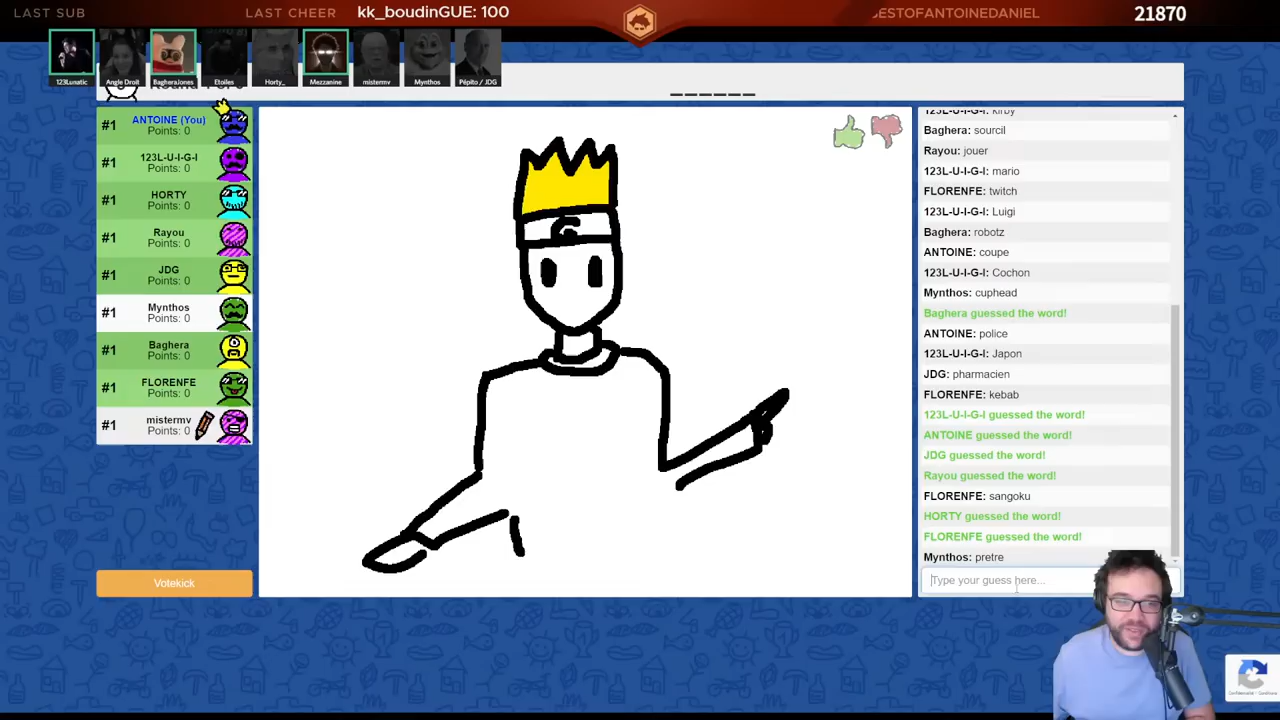 LAST SUB
LAST CHEER
kk_boudinGUE: 100
ESTOFANTOINEDANIEL
21870
123Lunatic
Angle Droit
BagheraJones
Etoiles
Horty_
Mezzanine
mistermv
Mynthos
Pépito / JDG
______
#1
ANTOINE (You)
Points: 0
#1
123L-U-I-G-I
Points: 0
#1
HORTY
Points: 0
#1
Rayou
Points: 0
#1
JDG
Points: 0
#1
Mynthos
Points: 0
#1
Baghera
Points: 0
#1
FLORENFE
Points: 0
#1
mistermv
Points: 0
Votekick
123L-U-I-G-I: kirby
Baghera: sourcil
Rayou: jouer
123L-U-I-G-I: mario
FLORENFE: twitch
123L-U-I-G-I: Luigi
Baghera: robotz
ANTOINE: coupe
123L-U-I-G-I: Cochon
Mynthos: cuphead
Baghera guessed the word!
ANTOINE: police
123L-U-I-G-I: Japon
JDG: pharmacien
FLORENFE: kebab
123L-U-I-G-I guessed the word!
ANTOINE guessed the word!
JDG guessed the word!
Rayou guessed the word!
FLORENFE: sangoku
HORTY guessed the word!
FLORENFE guessed the word!
Mynthos: pretre
Type your guess here...